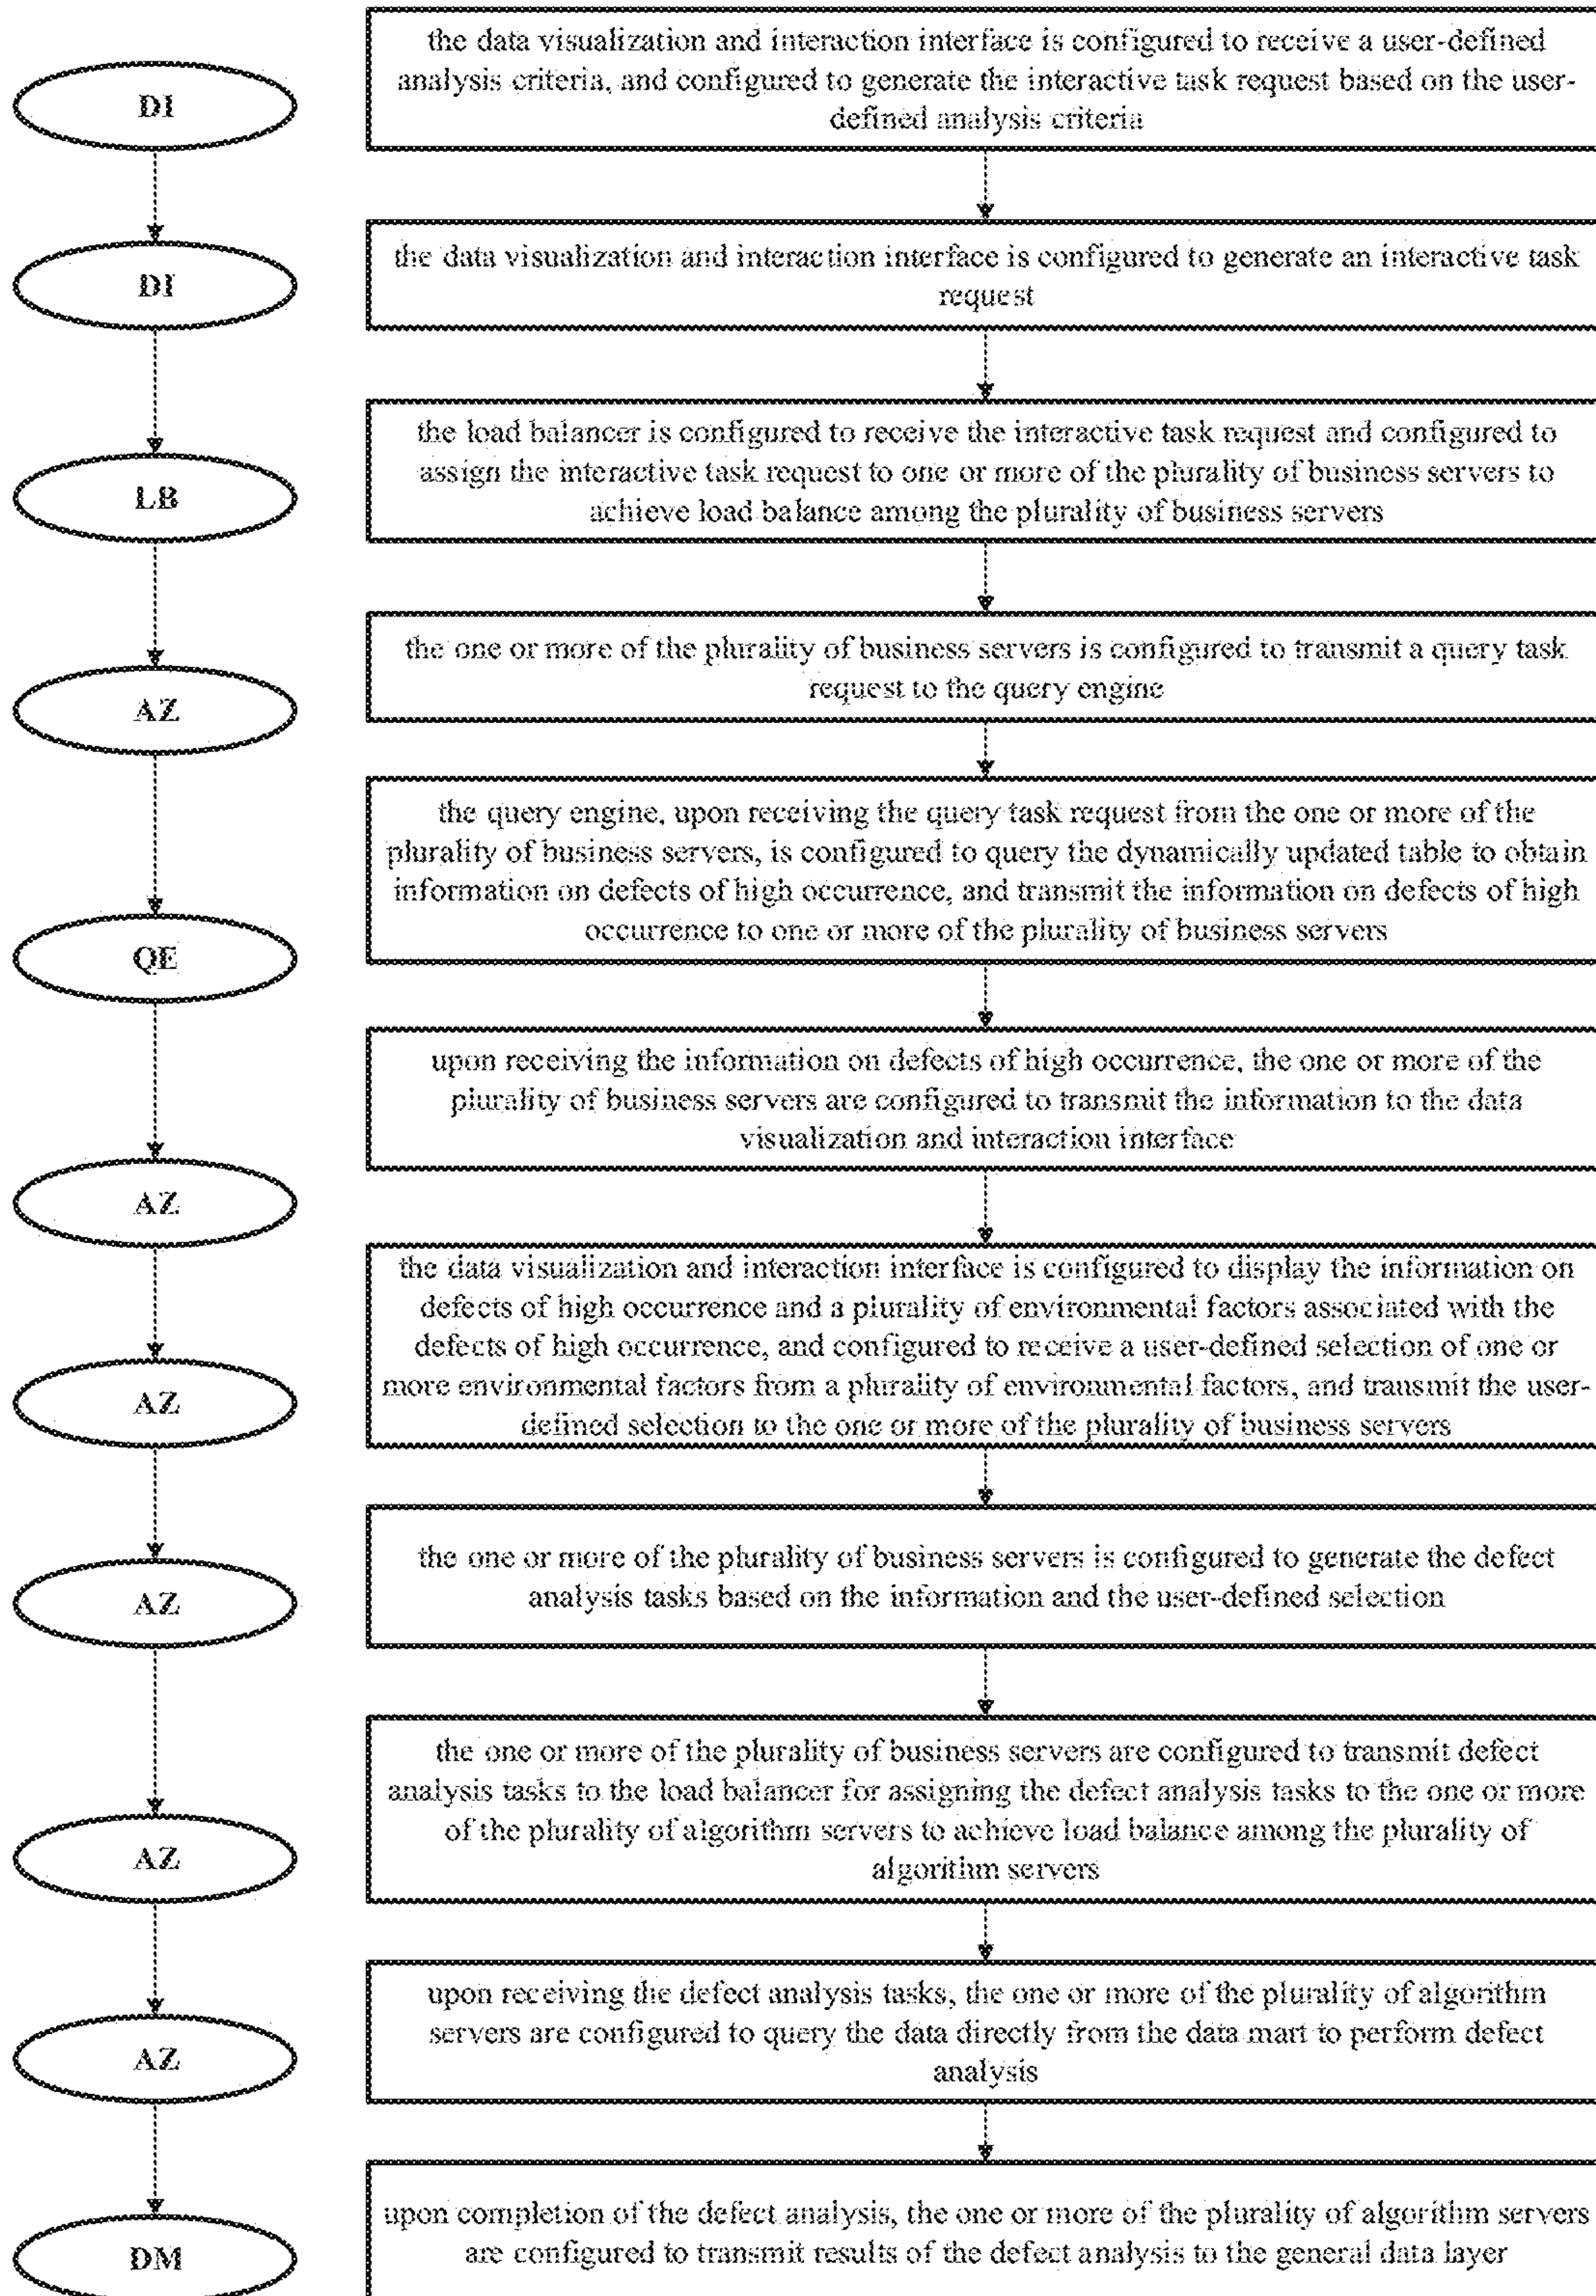 DI
the data visualization and interaction interface is configured to receive a user-defined
analysis criteria, and configured to generate the interactive task request based on the user-
defined analysis criteria
DI
the data visualization and interaction interface is configured to generate an interactive task
request
LB
the load balancer is configured to receive the interactive task request and configured to
assign the interactive task request to one or more of the plurality of business servers to
achieve load balance among the plurality of business servers
AZ
the one or more of the plurality of business servers is configured to transmit a query task
request to the query engine
QE
the query engine, upon receiving the query task request from the one or more of the
plurality of business servers, is configured to query the dynamically updated table to obtain
information on defects of high occurrence, and transmit the information on defects of high
occurrence to one or more of the plurality of business servers
AZ
upon receiving the information on defects of high occurrence, the one or more of the
plurality of business servers are configured to transmit the information to the data
visualization and interaction interface
AZ
the data visualization and interaction interface is configured to display the information on
defects of high occurrence and a plurality of environmental factors associated with the
defects of high occurrence, and configured to receive a user-defined selection of one or
more environmental factors from a plurality of environmental factors, and transmit the user-
defined selection to the one or more of the plurality of business servers
AZ
the one or more of the plurality of business servers is configured to generate the defect
analysis tasks based on the information and the user-defined selection
AZ
the one or more of the plurality of business servers are configured to transmit defect
analysis tasks to the load balancer for assigning the defect analysis tasks to the one or more
of the plurality of algorithm servers to achieve load balance among the plurality of
algorithm servers
AZ
upon receiving the defect analysis tasks, the one or more of the plurality of algorithm
servers are configured to query the data directly from the data mart to perform defect
analysis
DM
upon completion of the defect analysis, the one or more of the plurality of algorithm servers
are configured to transmit results of the defect analysis to the general data layer